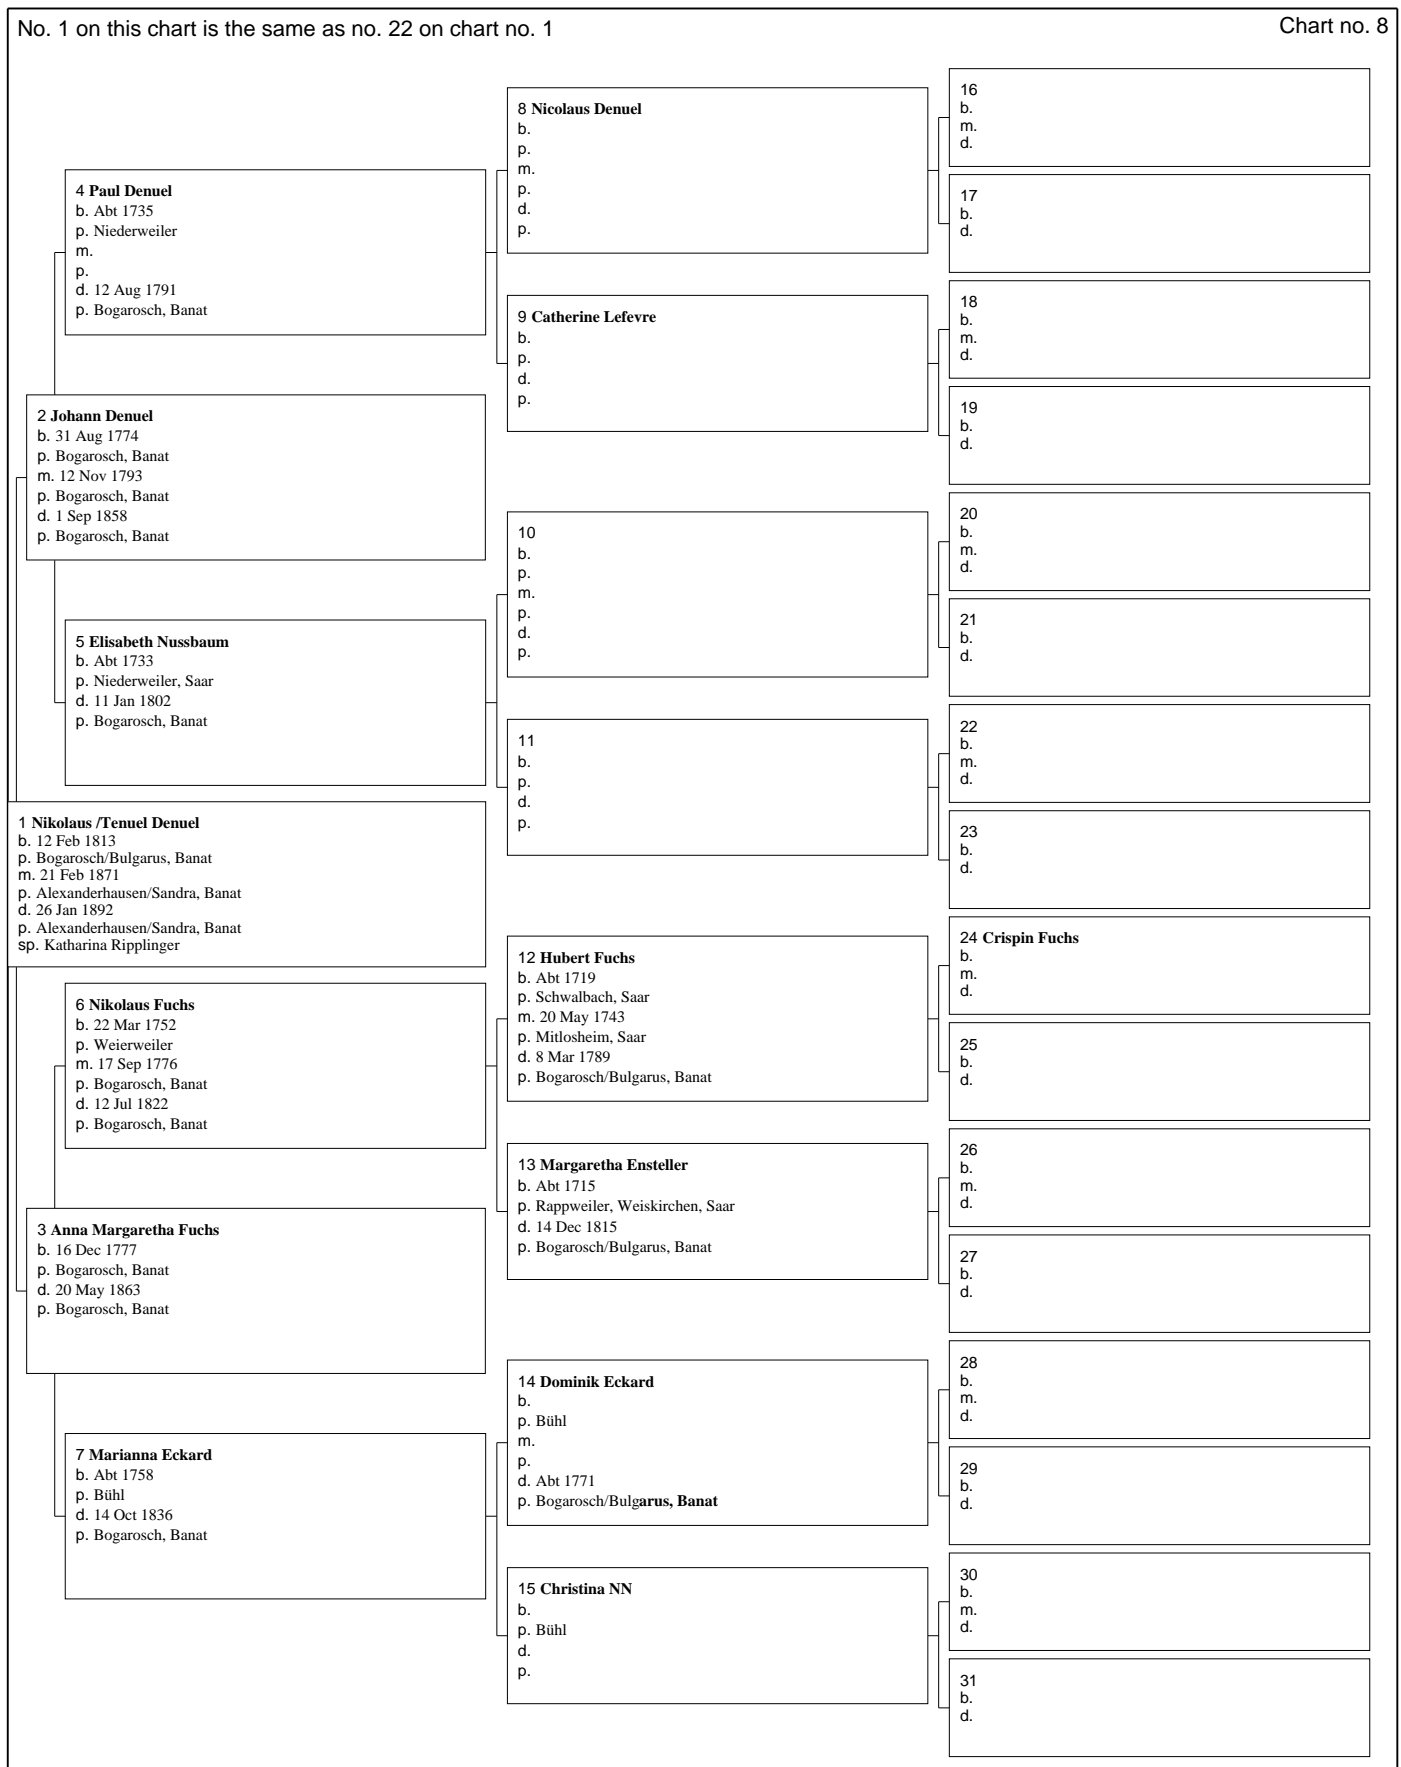 No. 1 on this chart is the same as no. 22 on chart no. 1
Chart no. 8
1 Nikolaus /Tenuel Denuel
b. 12 Feb 1813
p. Bogarosch/Bulgarus, Banat
m. 21 Feb 1871
p. Alexanderhausen/Sandra, Banat
d. 26 Jan 1892
p. Alexanderhausen/Sandra, Banat
sp. Katharina Ripplinger
2 Johann Denuel
b. 31 Aug 1774
p. Bogarosch, Banat
m. 12 Nov 1793
p. Bogarosch, Banat
d. 1 Sep 1858
p. Bogarosch, Banat
3 Anna Margaretha Fuchs
b. 16 Dec 1777
p. Bogarosch, Banat
d. 20 May 1863
p. Bogarosch, Banat
4 Paul Denuel
b. Abt 1735
p. Niederweiler
m.
p.
d. 12 Aug 1791
p. Bogarosch, Banat
5 Elisabeth Nussbaum
b. Abt 1733
p. Niederweiler, Saar
d. 11 Jan 1802
p. Bogarosch, Banat
6 Nikolaus Fuchs
b. 22 Mar 1752
p. Weierweiler
m. 17 Sep 1776
p. Bogarosch, Banat
d. 12 Jul 1822
p. Bogarosch, Banat
7 Marianna Eckard
b. Abt 1758
p. Bühl
d. 14 Oct 1836
p. Bogarosch, Banat
8 Nicolaus Denuel
b.
p.
m.
p.
d.
p.
9 Catherine Lefevre
b.
p.
d.
p.
10
b.
p.
m.
p.
d.
p.
11
b.
p.
d.
p.
12 Hubert Fuchs
b. Abt 1719
p. Schwalbach, Saar
m. 20 May 1743
p. Mitlosheim, Saar
d. 8 Mar 1789
p. Bogarosch/Bulgarus, Banat
13 Margaretha Ensteller
b. Abt 1715
p. Rappweiler, Weiskirchen, Saar
d. 14 Dec 1815
p. Bogarosch/Bulgarus, Banat
14 Dominik Eckard
b.
p. Bühl
m.
p.
d. Abt 1771
p. Bogarosch/Bulgarus, Banat
15 Christina NN
b.
p. Bühl
d.
p.
16
b.
m.
d.
17
b.
d.
18
b.
m.
d.
19
b.
d.
20
b.
m.
d.
21
b.
d.
22
b.
m.
d.
23
b.
d.
24 Crispin Fuchs
b.
m.
d.
25
b.
d.
26
b.
m.
d.
27
b.
d.
28
b.
m.
d.
29
b.
d.
30
b.
m.
d.
31
b.
d.